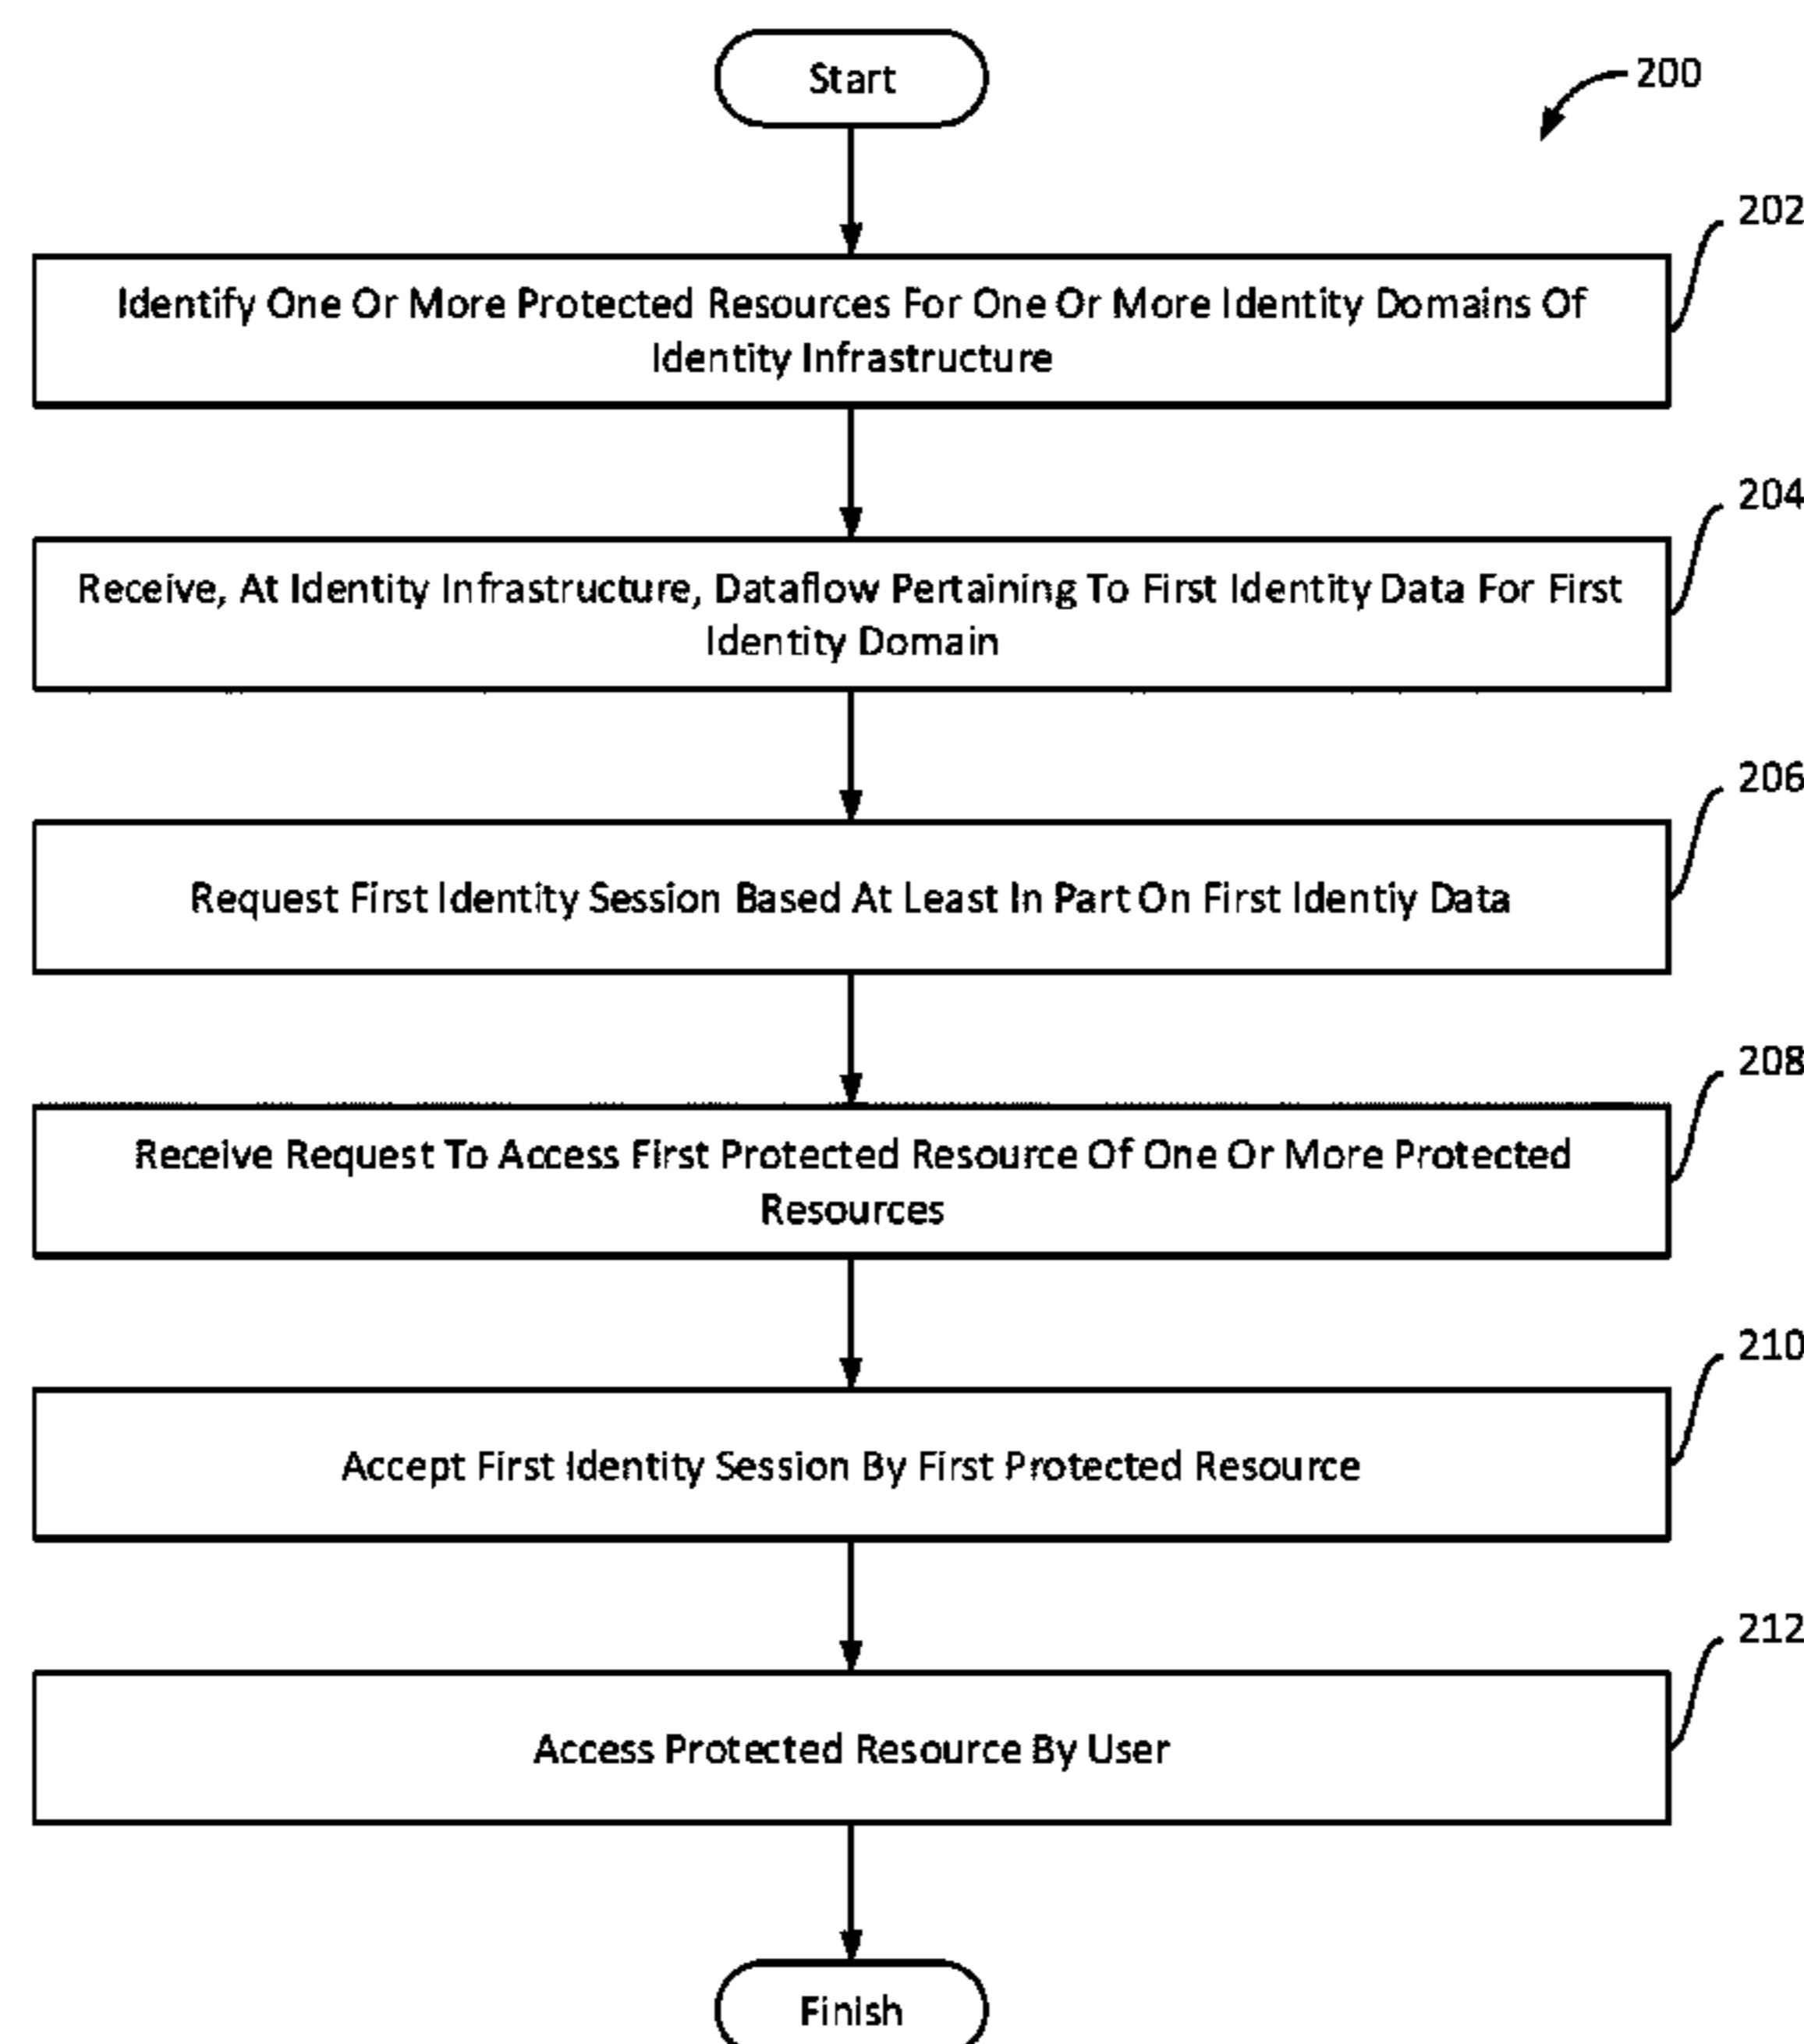 Start
200
202
Identify One Or More Protected Resources For One Or More Identity Domains Of
Identity Infrastructure
204
Receive, At Identity Infrastructure, Dataflow Pertaining To First Identity Data For First
Identity Domain
206
Request First Identity Session Based At Least In Part On First Identiy Data
208
Receive Request To Access First Protected Resource Of One Or More Protected
Resources
210
Accept First Identity Session By First Protected Resource
212
Access Protected Resource By User
Finish